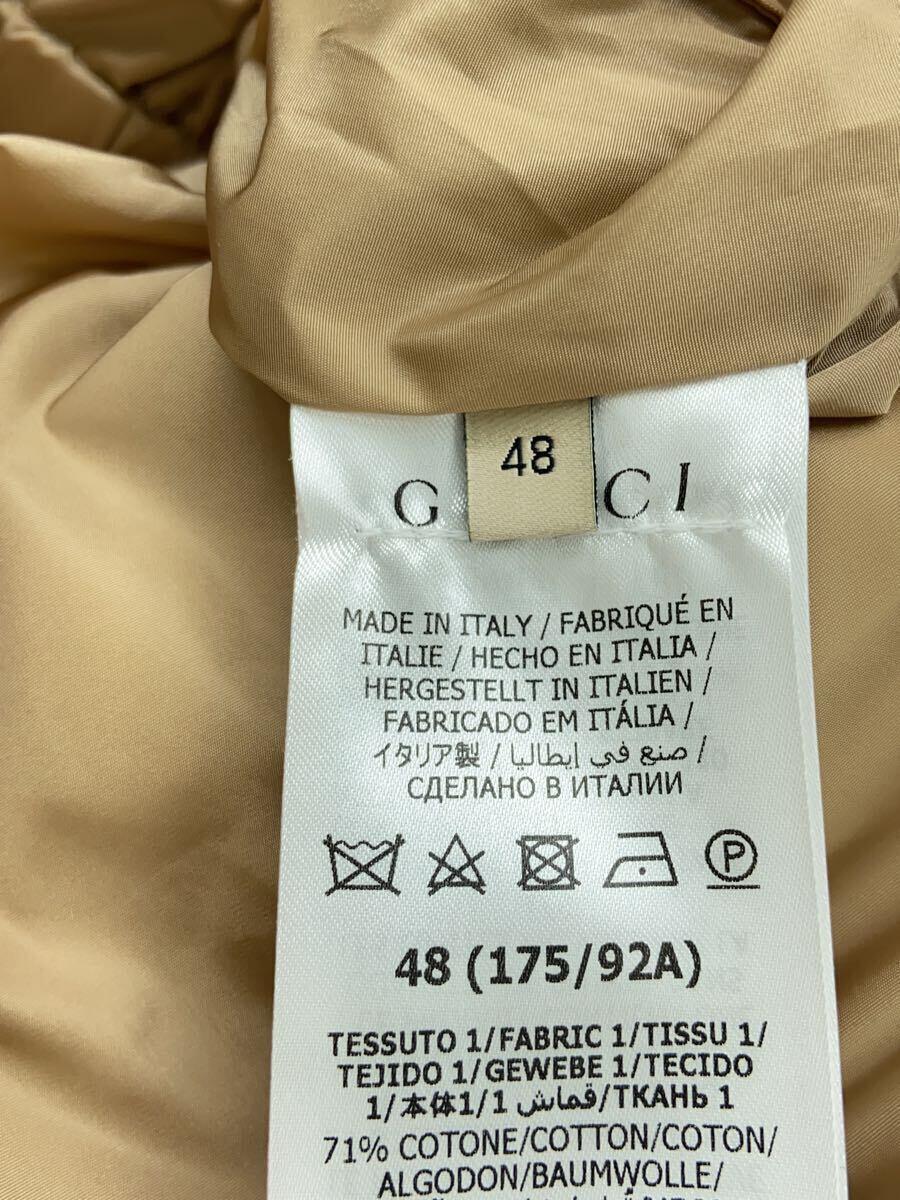 48
G CI
MADE IN ITALY / FABRIQUÉ EN
ITALIE / HECHO EN ITALIA /
HERGESTELLT IN ITALIEN /
FABRICADO EM ITÁLIA /
イタリア製 / صنع في إيطاليا /
СДЕЛАНО В ИТАЛИИ
P
48 (175/92A)
TESSUTO 1/FABRIC 1/TISSU 1/
TEJIDO 1/GEWEBE 1/TECIDO
1/本体1/1 قماش/ТКАНЬ 1
71% COTONE/COTTON/COTON/
ALGODON/BAUMWOLLE/